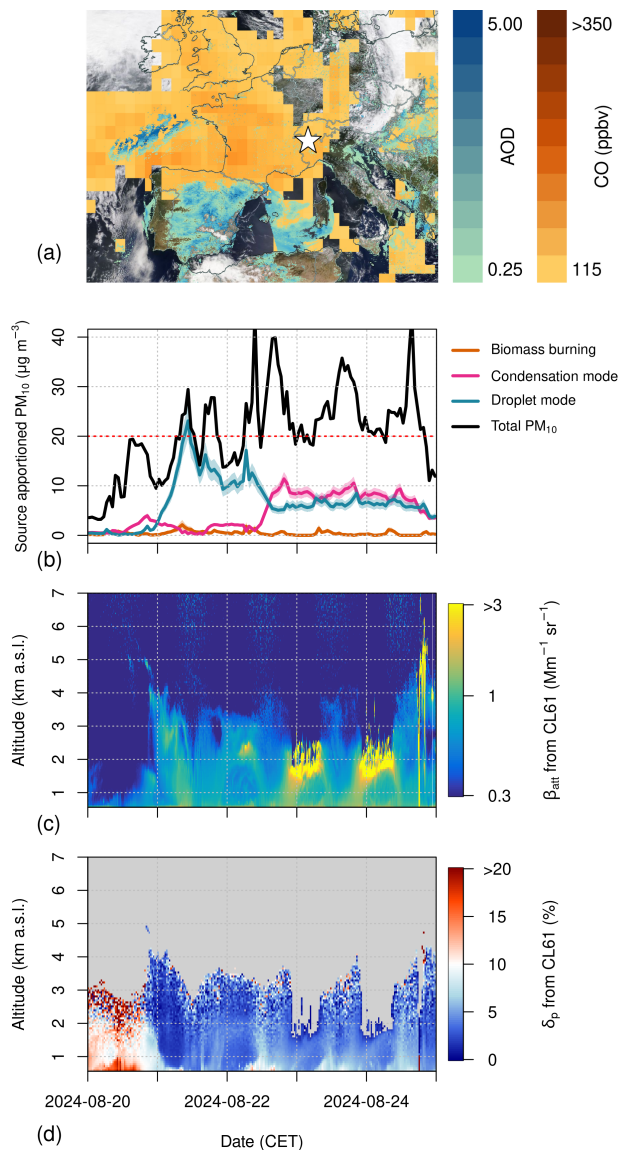 5.00
AOD
0.25
>350
CO (ppbv)
115
(a)
Source apportioned PM10 (μg m−3)
40
30
20
10
0
Biomass burning
Condensation mode
Droplet mode
Total PM10
(b)
Altitude (km a.s.l.)
7
6
5
4
3
2
1
>3
1
0.3
βatt from CL61 (Mm−1 sr−1)
(c)
Altitude (km a.s.l.)
7
6
5
4
3
2
1
>20
15
10
5
0
δp from CL61 (%)
2024-08-20
2024-08-22
2024-08-24
(d)
Date (CET)